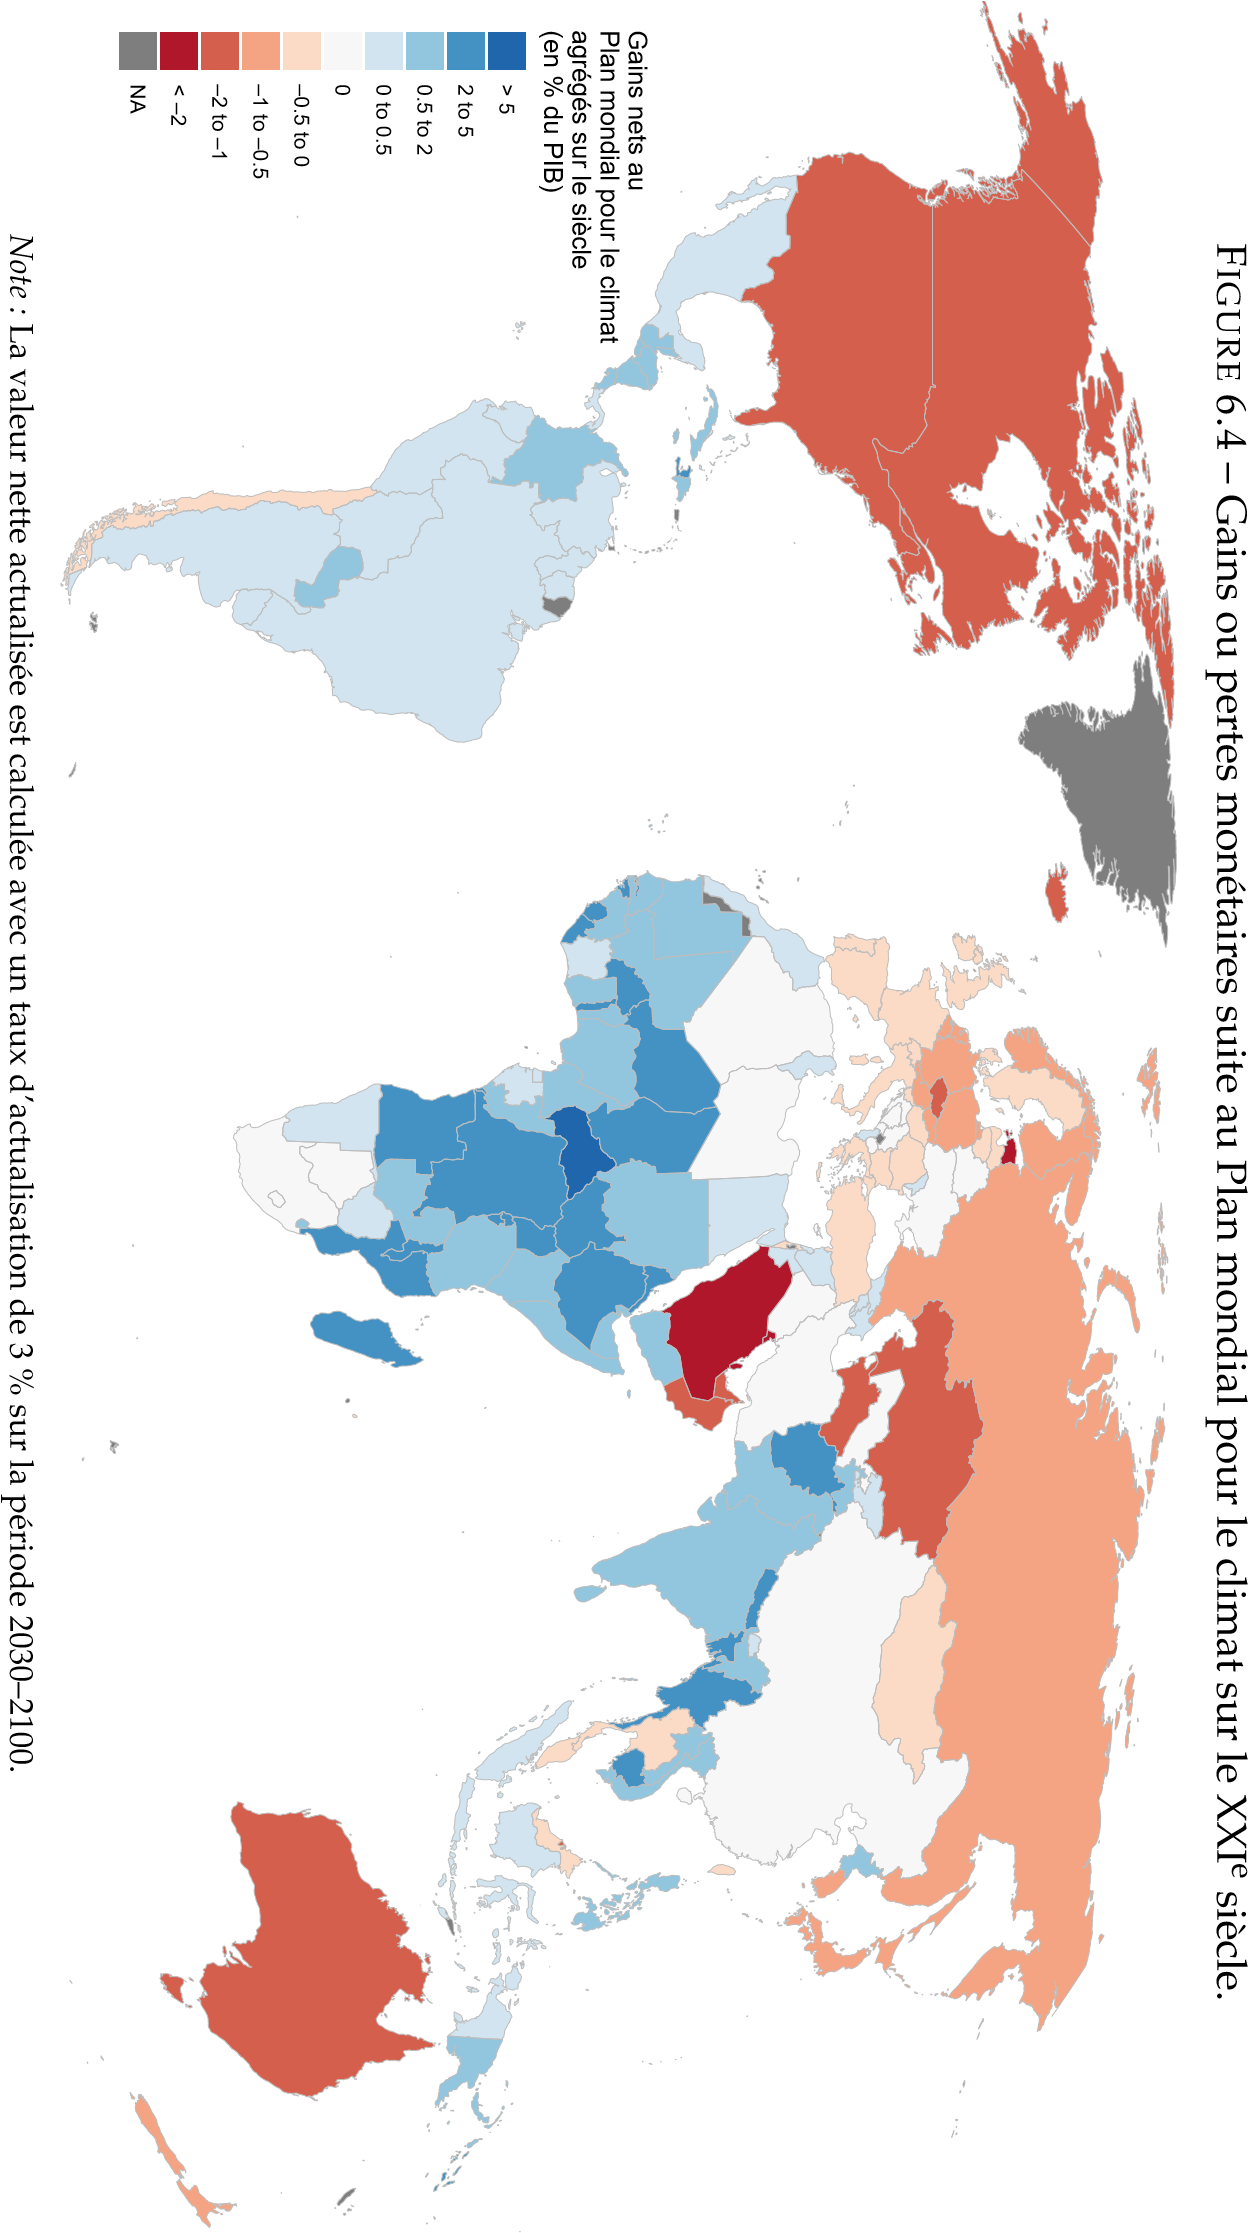 FIGURE 6.4 – Gains ou pertes monétaires suite au Plan mondial pour le climat sur le XXIe siècle.
Gains nets au
Plan mondial pour le climat
agrégés sur le siècle
(en % du PIB)
> 5
2 to 5
0.5 to 2
0 to 0.5
0
−0.5 to 0
−1 to −0.5
−2 to −1
< −2
NA
Note : La valeur nette actualisée est calculée avec un taux d’actualisation de 3 % sur la période 2030–2100.